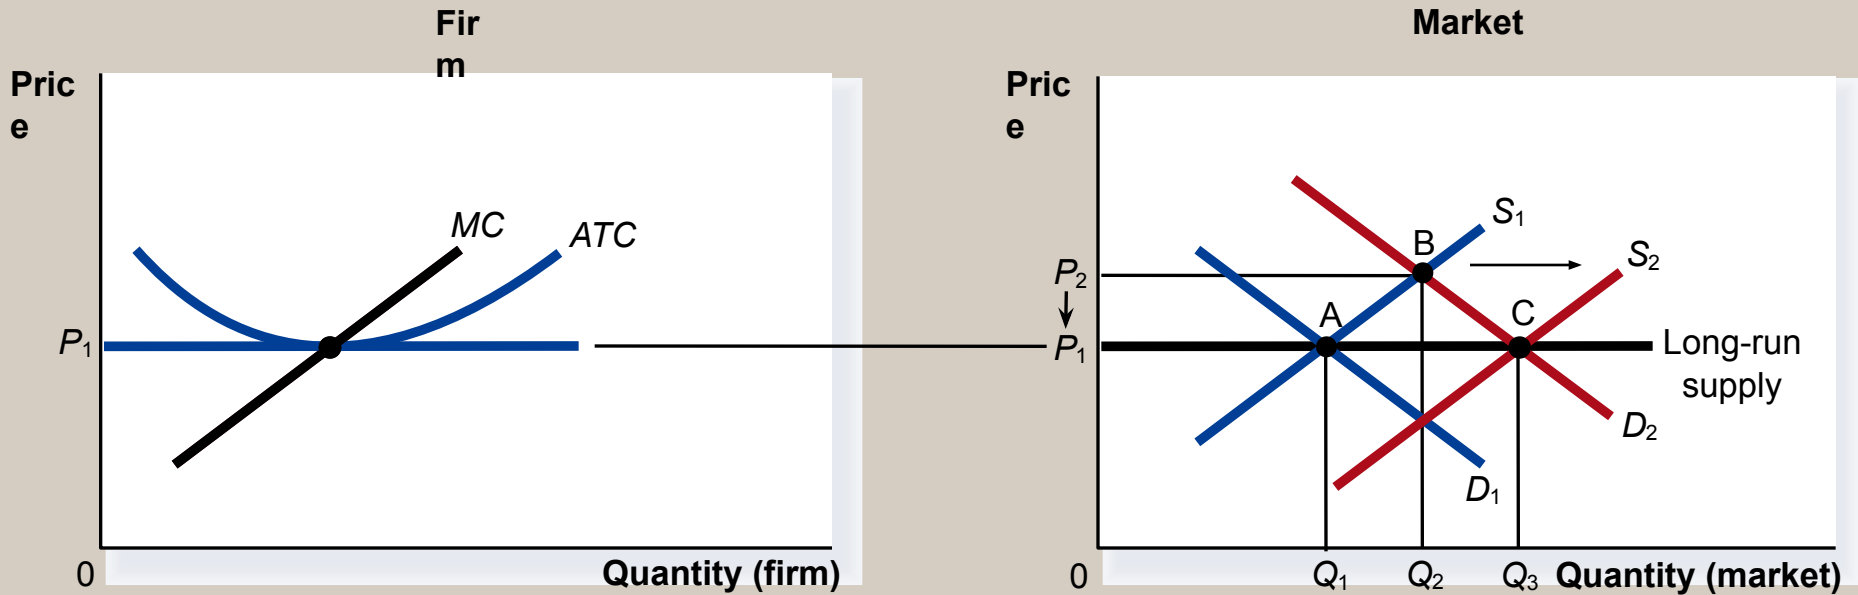 Fir
m
Pric
e
MC
ATC
P1
0
Quantity (firm)
Market
Pric
e
S1
B
S2
P2
A
C
P1
Long-run
supply
D2
D1
0
Q1
Q2
Q3
Quantity (market)